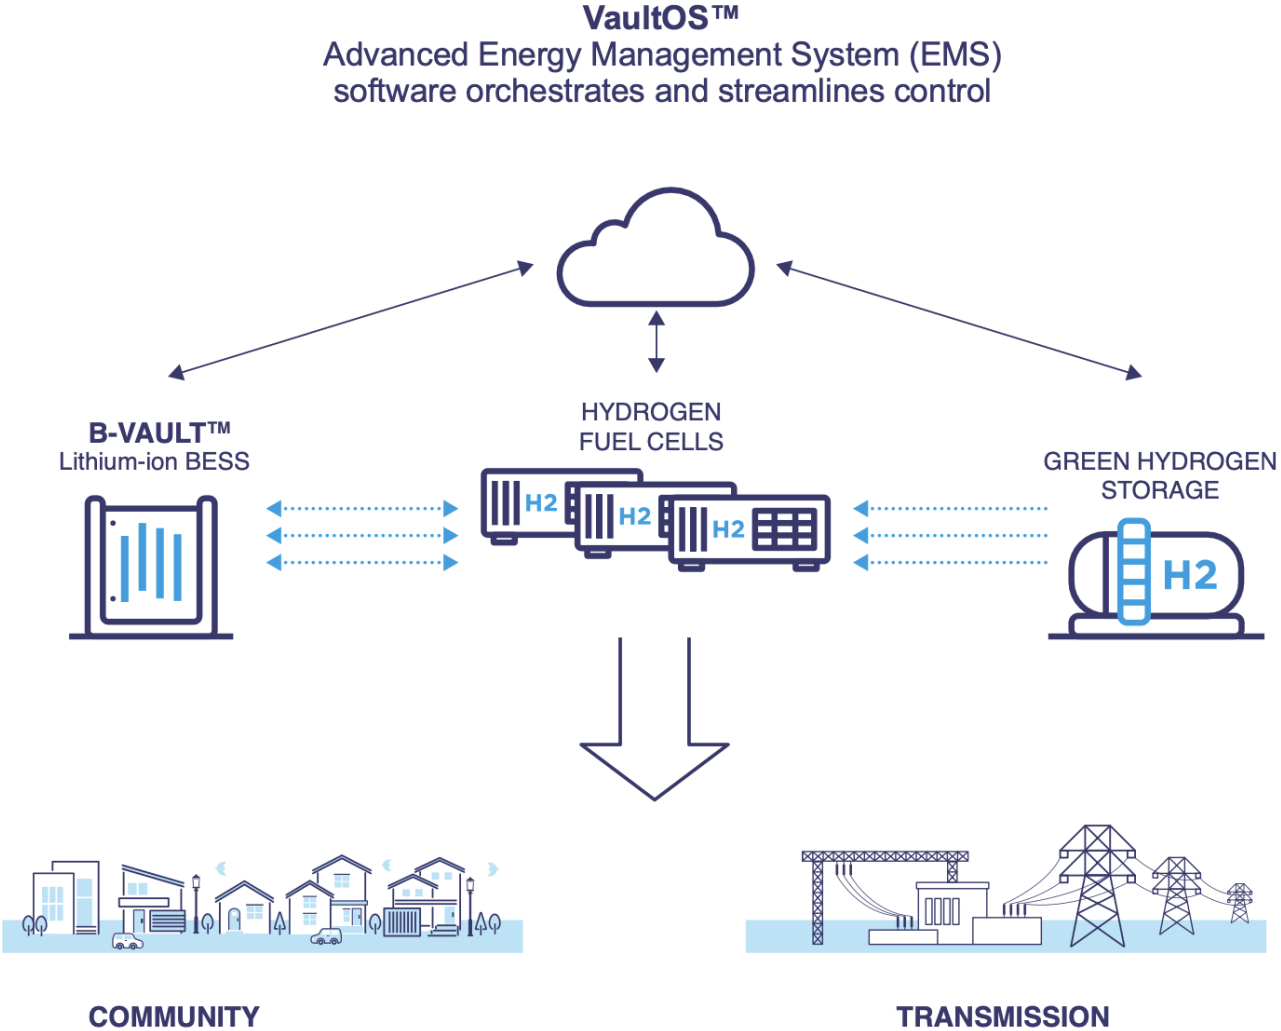 VaultOS™
Advanced Energy Management System (EMS)
software orchestrates and streamlines control
B-VAULT™
Lithium-ion BESS
HYDROGEN
FUEL CELLS
GREEN HYDROGEN
STORAGE
H2
H2
H2
H2
COMMUNITY
TRANSMISSION